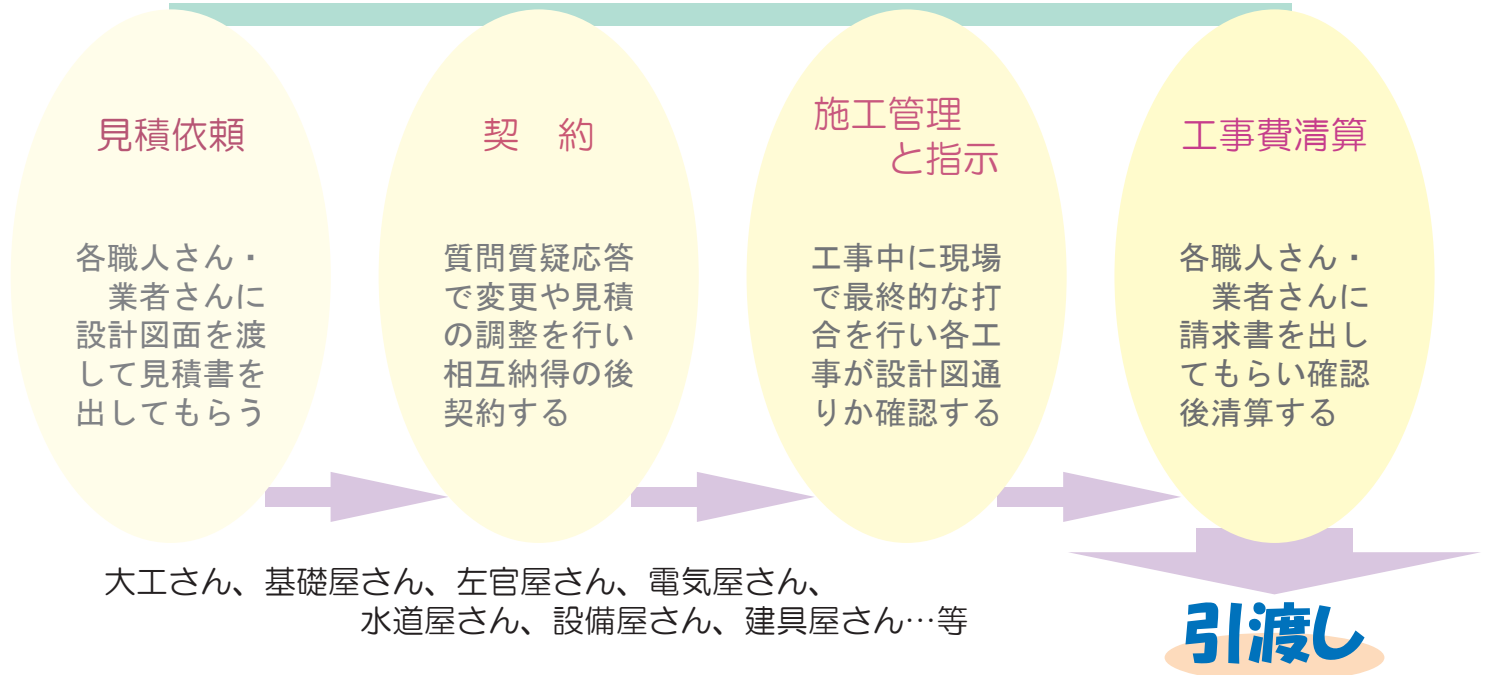 見積依頼
各職人さん・
業者さんに
設計図面を渡
して見積書を
出してもらう
契　約
質問質疑応答
で変更や見積
の調整を行い
相互納得の後
契約する
施工管理
と指示
工事中に現場
で最終的な打
合を行い各工
事が設計図通
りか確認する
工事費清算
各職人さん・
業者さんに
請求書を出し
てもらい確認
後清算する
大工さん、基礎屋さん、左官屋さん、電気屋さん、
水道屋さん、設備屋さん、建具屋さん…等
引渡し